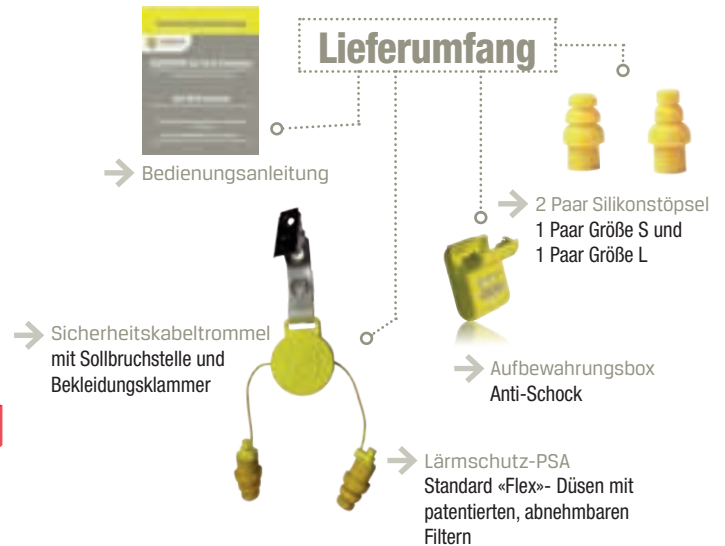 Lieferumfang
Bedienungsanleitung
2 Paar Silikonstöpsel
1 Paar Größe S und
1 Paar Größe L
Sicherheitskabeltrommel
mit Sollbruchstelle und
Bekleidungsklammer
Aufbewahrungsbox
Anti-Schock
Lärmschutz-PSA
Standard «Flex»- Düsen mit
patentierten, abnehmbaren
Filtern